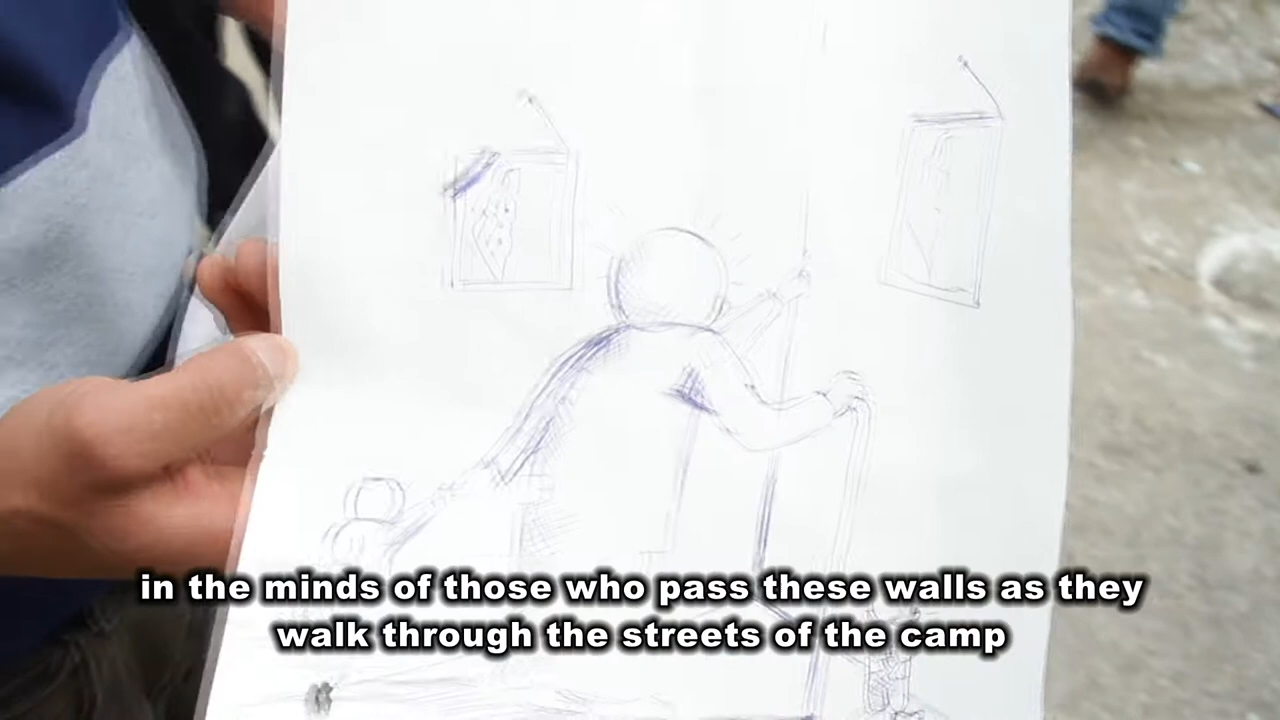 in the minds of those who pass these walls as they
walk through the streets of the camp